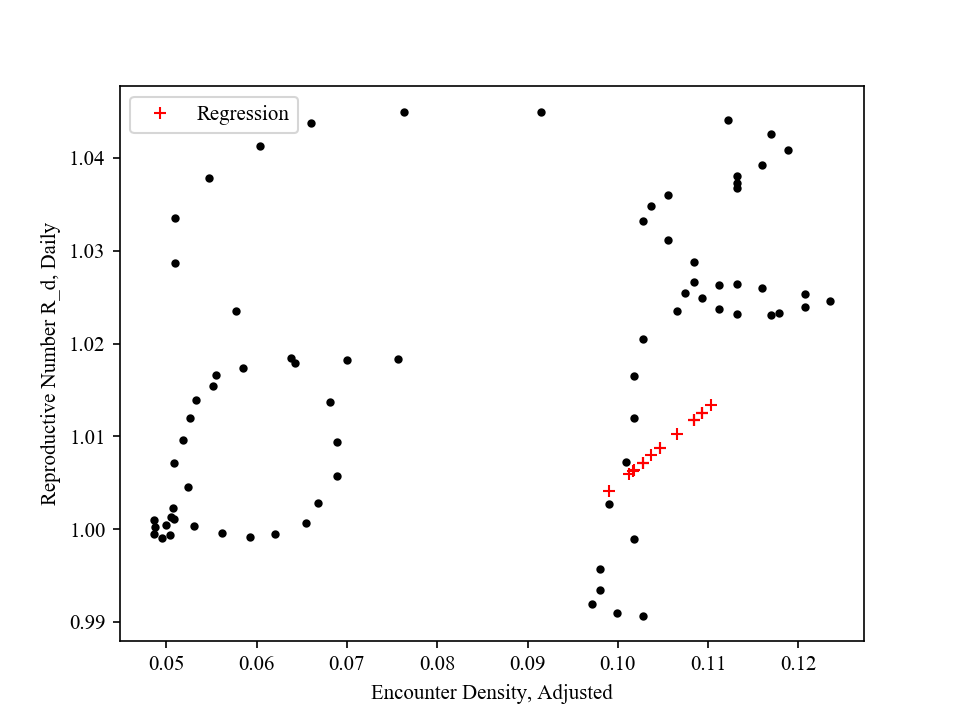 Regression
1.04
1.03
1.02
1.01
1.00
0.99
Reproductive Number R_d, Daily
0.05 0.06 0.07 0.08 0.09 0.10 0.11 0.12
Encounter Density, Adjusted